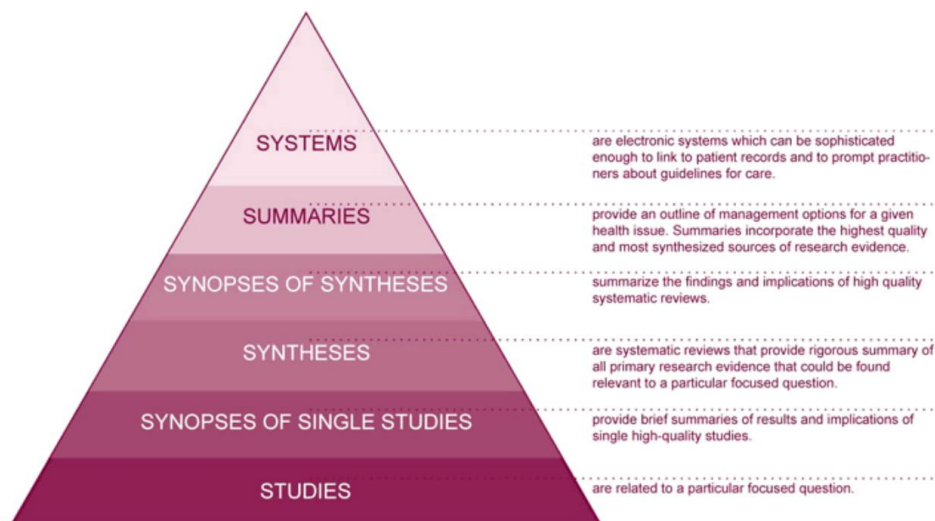 SYSTEMS
are electronic systems which can be sophisticated
enough to link to patient records and to prompt practitio-
ners about guidelines for care.
SUMMARIES
provide an outline of management options for a given
health issue. Summaries incorporate the highest quality
and most synthesized sources of research evidence.
SYNOPSES OF SYNTHESES
summarize the findings and implications of high quality
systematic reviews.
SYNTHESES
are systematic reviews that provide rigorous summary of
all primary research evidence that could be found
relevant to a particular focused question.
SYNOPSES OF SINGLE STUDIES
provide brief summaries of results and implications of
single high-quality studies.
STUDIES
are related to a particular focused question.